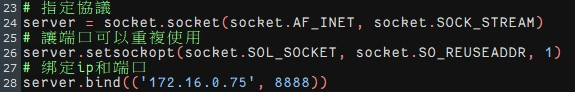 23 # 指定協議
24 server = socket.socket(socket.AF_INET, socket.SOCK_STREAM)
25 # 讓端口可以重複使用
26 server.setsockopt(socket.SOL_SOCKET, socket.SO_REUSEADDR, 1)
27 # 绑定ip和端口
28 server.bind(('172.16.0.75', 8888))